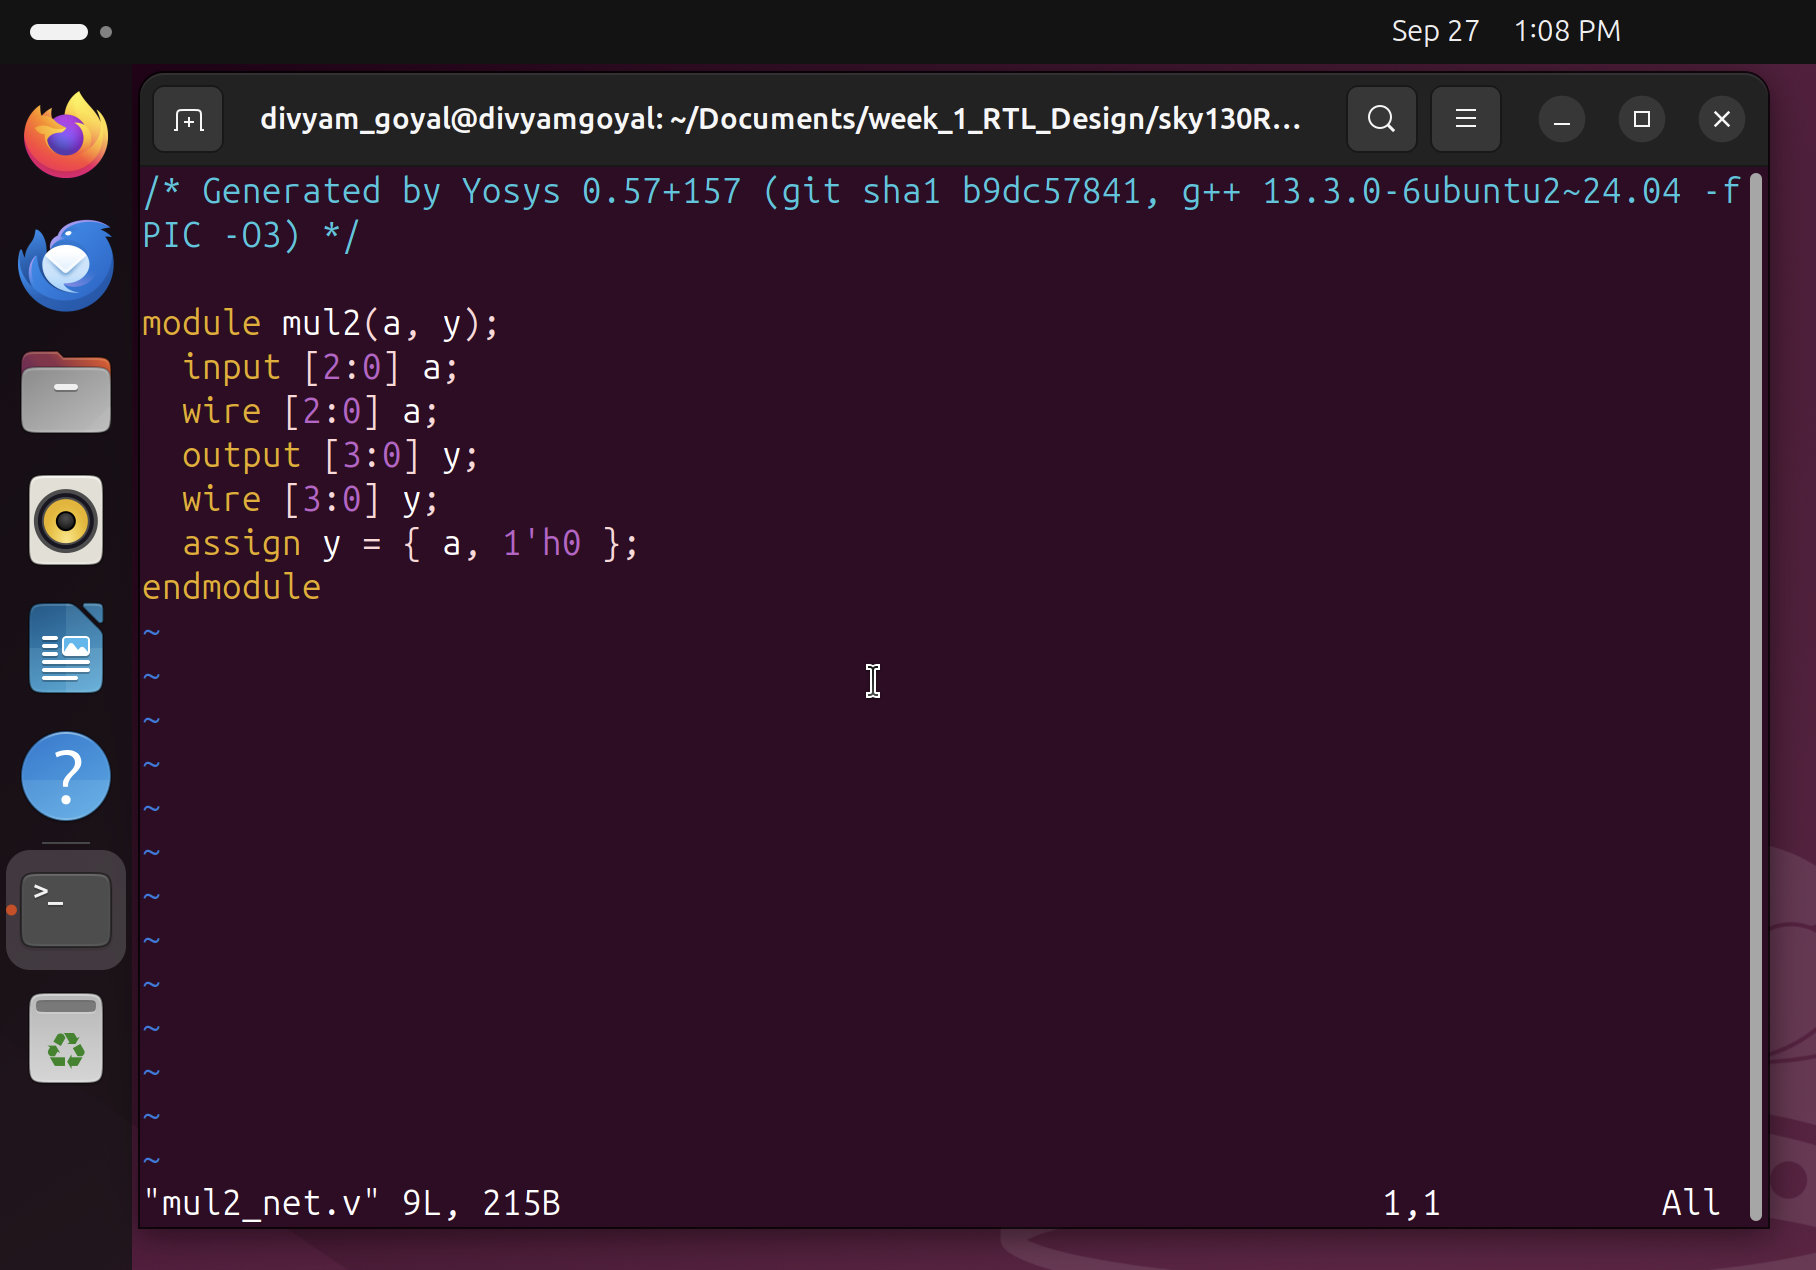 Sep 27 1:08 PM
divyam_goyal@divyamgoyal: ~/Documents/week_1_RTL_Design/sky130R...
/* Generated by Yosys 0.57+157 (git sha1 b9dc57841, g++ 13.3.0-6ubuntu2~24.04 -f
PIC -O3) */
module mul2(a, y);
  input [2:0] a;
  wire [2:0] a;
  output [3:0] y;
  wire [3:0] y;
  assign y = { a, 1'h0 };
endmodule
~
~
~
~
~
~
~
~
~
~
~
~
~
"mul2_net.v" 9L, 215B 1,1 All